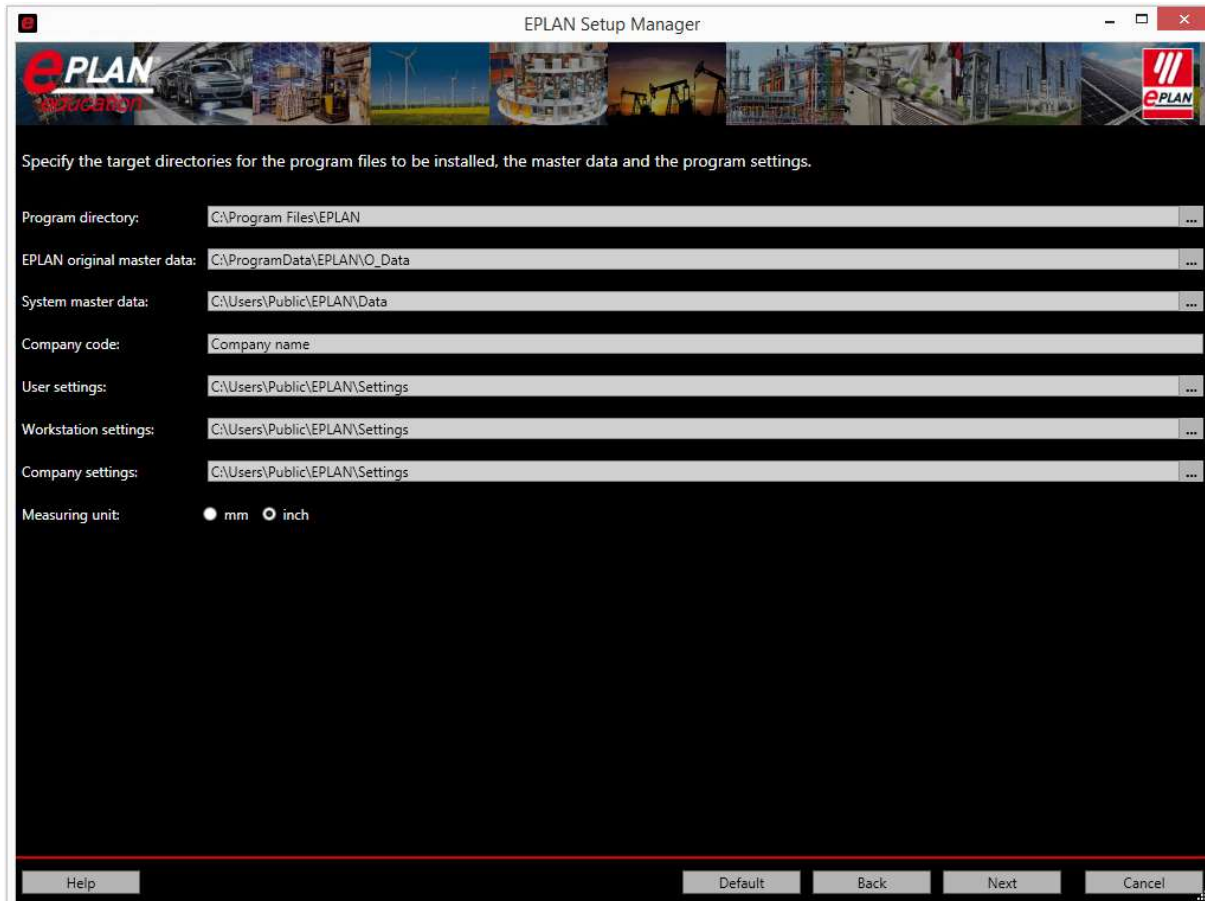 EPLAN Setup Manager
ePLAN
education
ePLAN
Specify the target directories for the program files to be installed, the master data and the program settings.
Program directory: C:\Program Files\EPLAN ...
EPLAN original master data: C:\ProgramData\EPLAN\O_Data ...
System master data: C:\Users\Public\EPLAN\Data ...
Company code: Company name
User settings: C:\Users\Public\EPLAN\Settings ...
Workstation settings: C:\Users\Public\EPLAN\Settings ...
Company settings: C:\Users\Public\EPLAN\Settings ...
Measuring unit: mm inch
Help Default Back Next Cancel